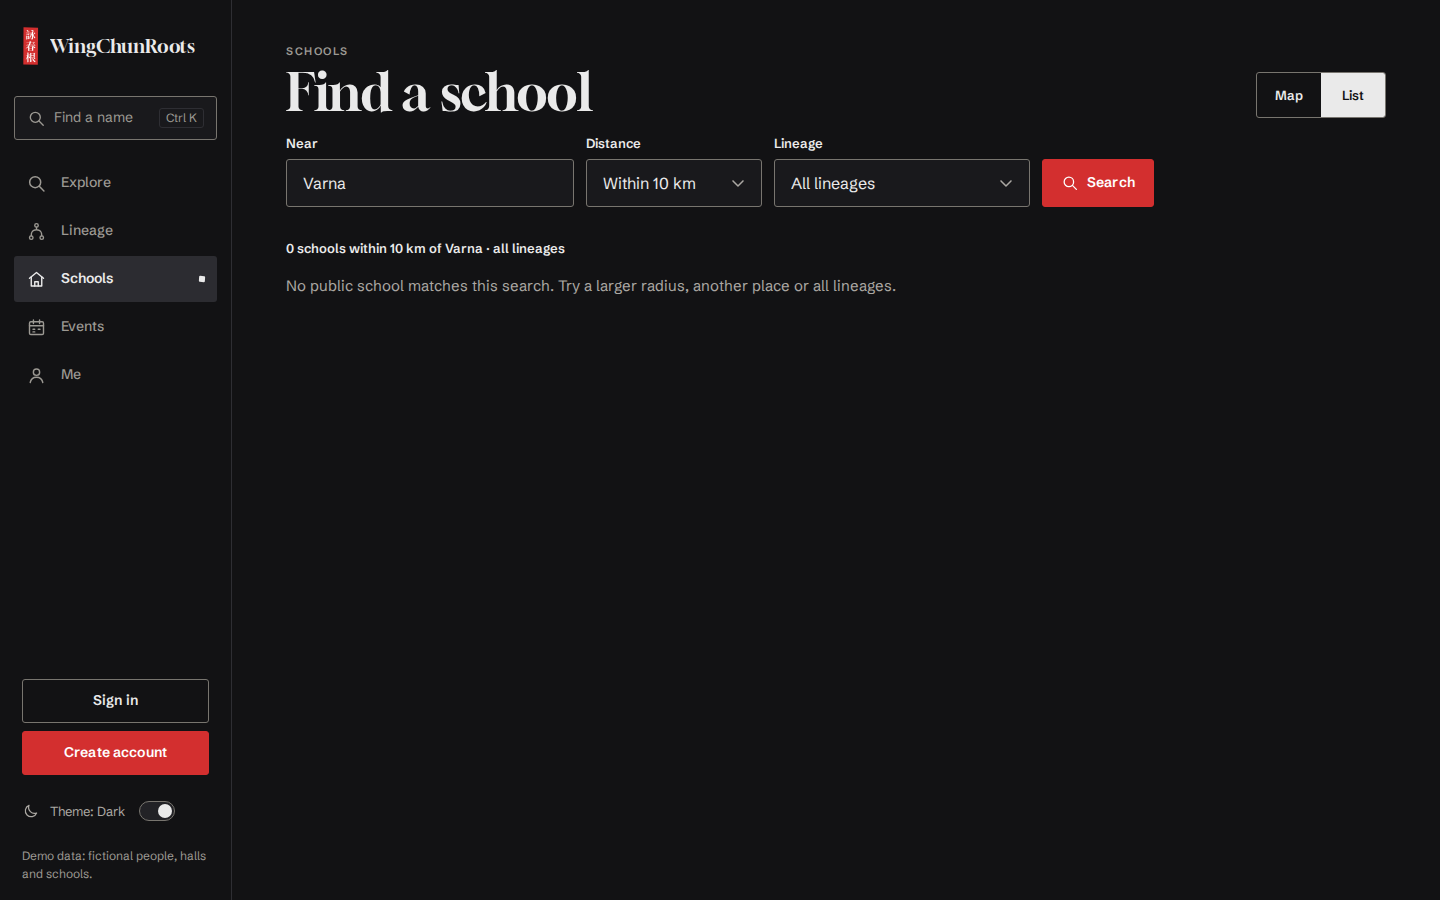 詠春根
WingChunRoots
Find a name
Ctrl K
Explore
Lineage
Schools
Events
Me
Sign in
Create account
Theme: Dark
Demo data: fictional people, halls
and schools.
SCHOOLS
Find a school
Map
List
Near
Distance
Lineage
Varna
Within 10 km
All lineages
Search
0 schools within 10 km of Varna · all lineages
No public school matches this search. Try a larger radius, another place or all lineages.